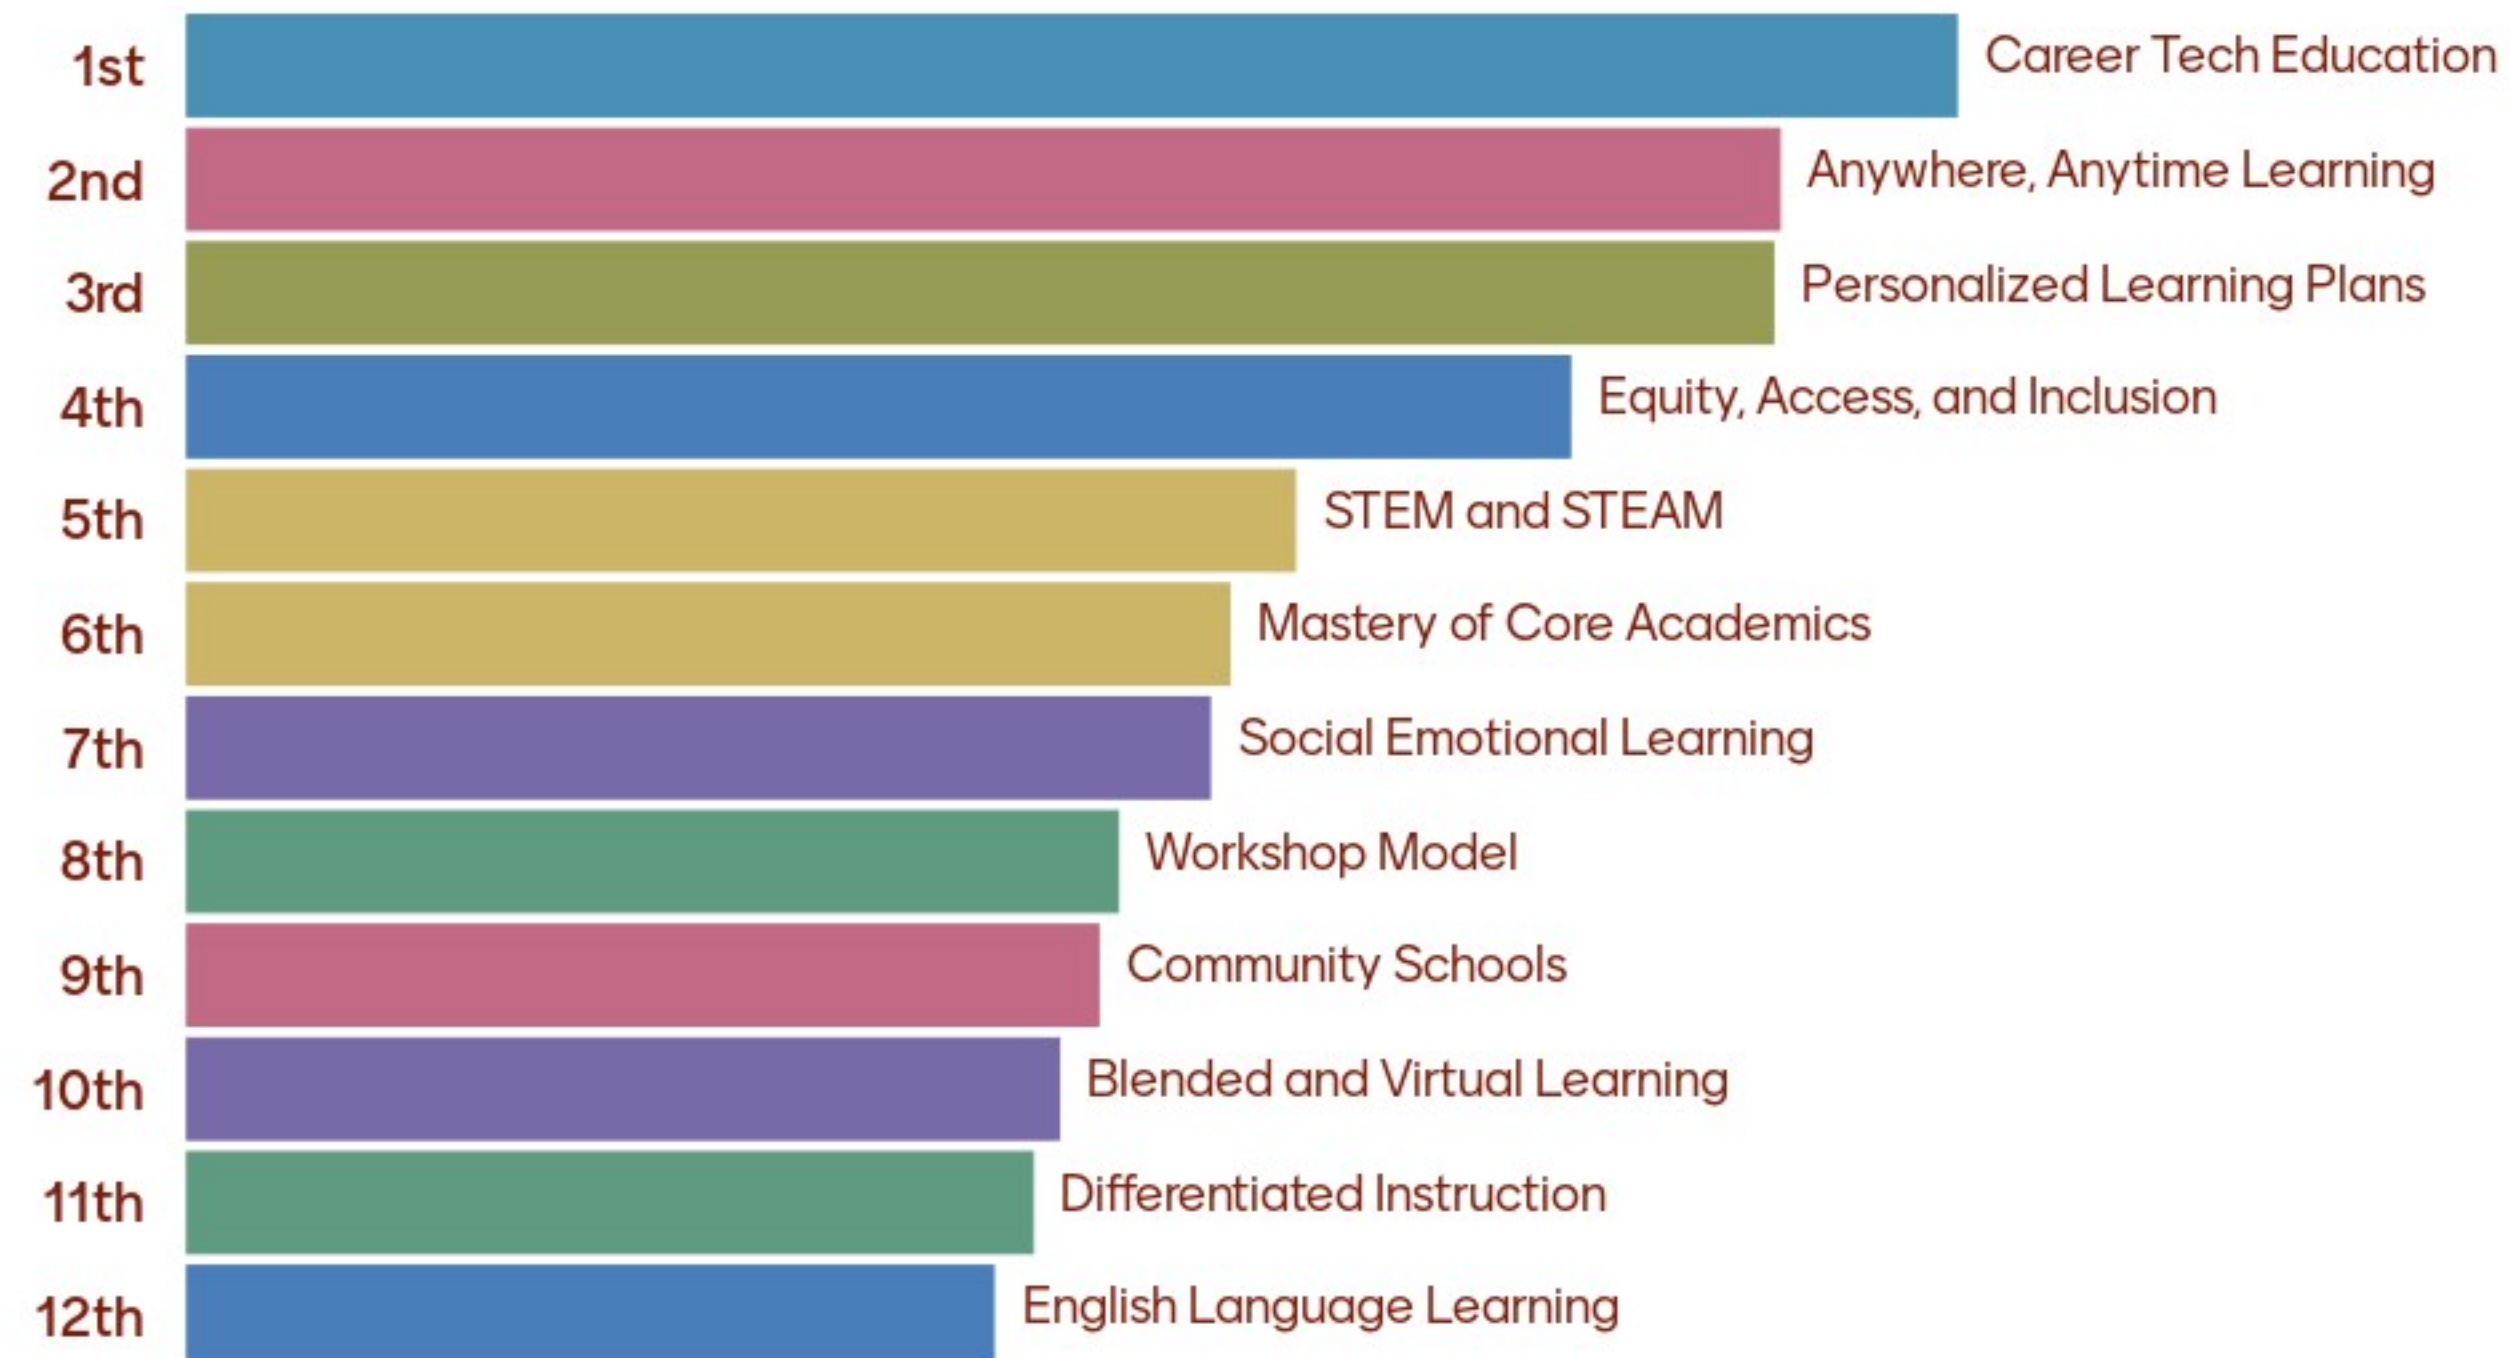 1st Career Tech Education
2nd Anywhere, Anytime Learning
3rd Personalized Learning Plans
4th Equity, Access, and Inclusion
5th STEM and STEAM
6th Mastery of Core Academics
7th Social Emotional Learning
8th Workshop Model
9th Community Schools
10th Blended and Virtual Learning
11th Differentiated Instruction
12th English Language Learning